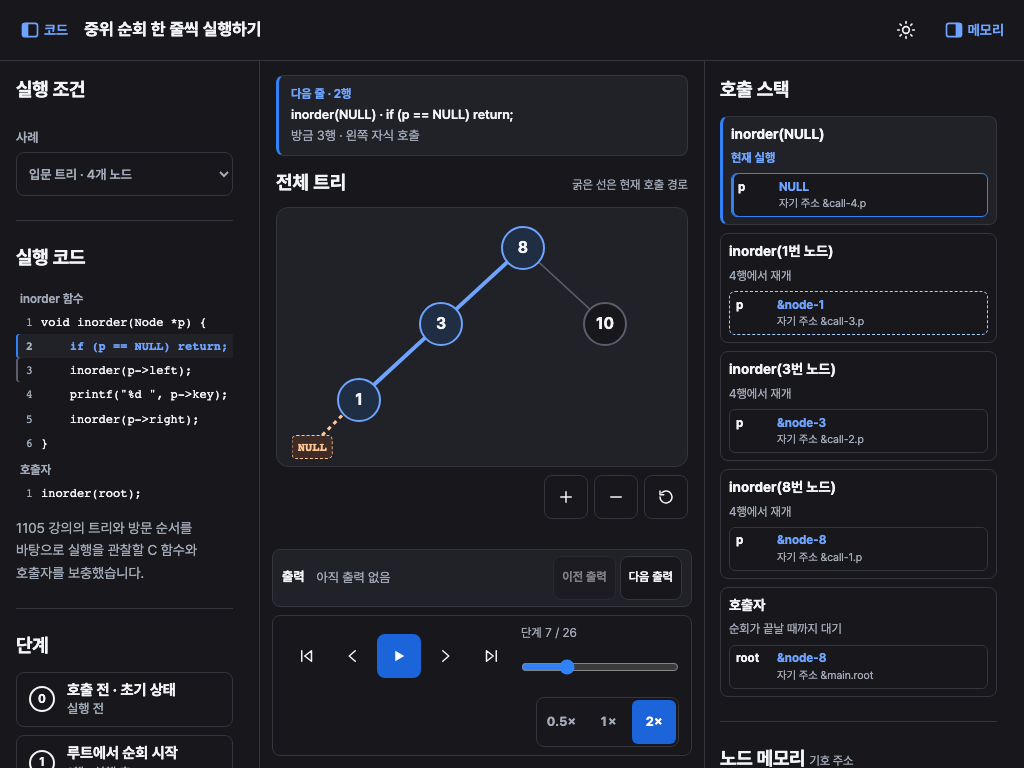 코드
중위 순회 한 줄씩 실행하기
메모리
실행 조건
사례
입문 트리 · 4개 노드
실행 코드
inorder 함수
1 void inorder(Node *p) {
2 if (p == NULL) return;
3 inorder(p->left);
4 printf("%d ", p->key);
5 inorder(p->right);
6 }
호출자
1 inorder(root);
1105 강의의 트리와 방문 순서를
바탕으로 실행을 관찰할 C 함수와
호출자를 보충했습니다.
단계
0 호출 전 · 초기 상태
실행 전
1 루트에서 순회 시작
다음 줄 · 2행
inorder(NULL) · if (p == NULL) return;
방금 3행 · 왼쪽 자식 호출
전체 트리
굵은 선은 현재 호출 경로
8
3
10
1
NULL
출력
아직 출력 없음
이전 출력
다음 출력
단계 7 / 26
0.5×
1×
2×
호출 스택
inorder(NULL)
현재 실행
p NULL
자기 주소 &call-4.p
inorder(1번 노드)
4행에서 재개
p &node-1
자기 주소 &call-3.p
inorder(3번 노드)
4행에서 재개
p &node-3
자기 주소 &call-2.p
inorder(8번 노드)
4행에서 재개
p &node-8
자기 주소 &call-1.p
호출자
순회가 끝날 때까지 대기
root &node-8
자기 주소 &main.root
노드 메모리 기호 주소